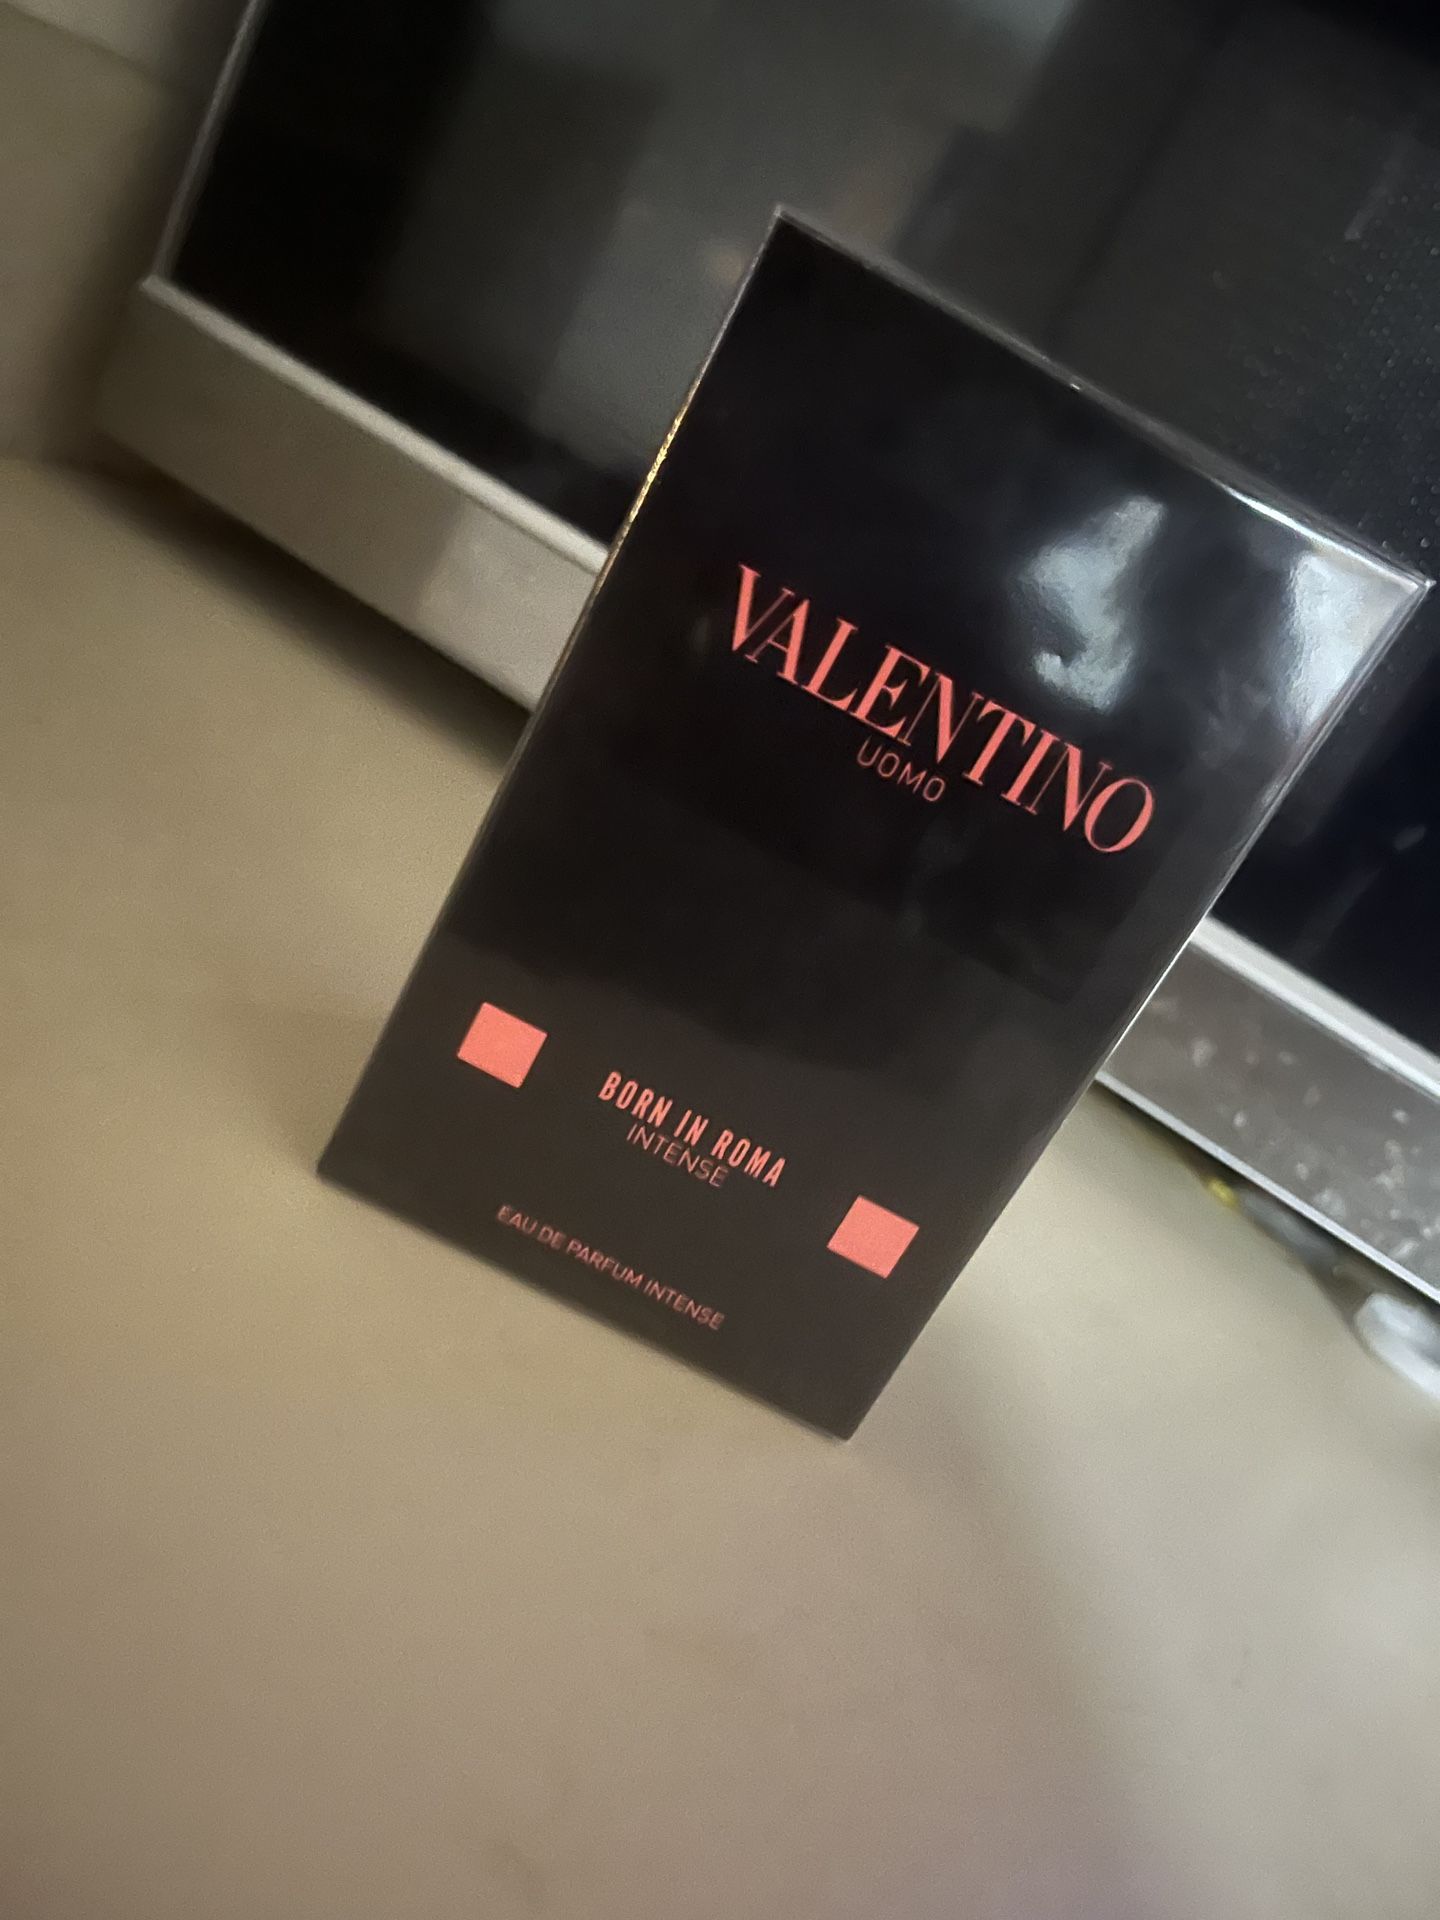 VALENTINO
UOMO
BORN IN ROMA
INTENSE
EAU DE PARFUM INTENSE